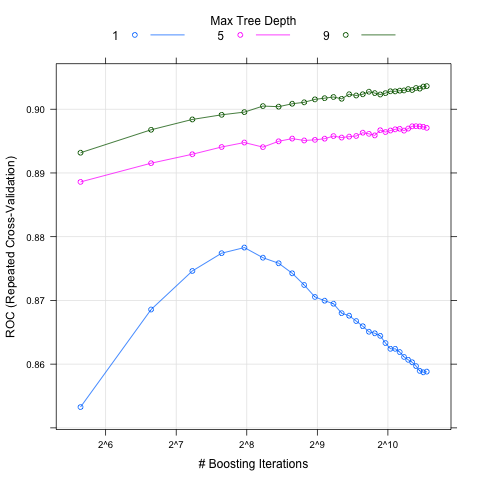 Max Tree Depth
1 5 9
0.90
0.89
0.88
0.87
0.86
ROC (Repeated Cross-Validation)
2^6 2^7 2^8 2^9 2^10
# Boosting Iterations